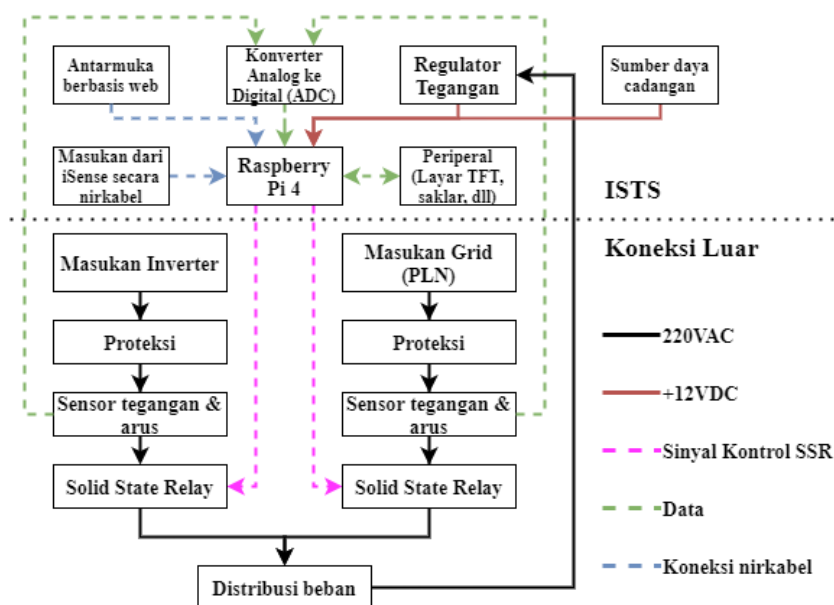 Antarmuka
berbasis web
Konverter
Analog ke
Digital (ADC)
Regulator
Tegangan
Sumber daya
cadangan
Masukan dari
iSense secara
nirkabel
Raspberry
Pi 4
Periperal
(Layar TFT,
saklar, dll)
ISTS
Koneksi Luar
Masukan Inverter
Masukan Grid
(PLN)
Proteksi
Proteksi
Sensor tegangan &
arus
Sensor tegangan &
arus
Solid State Relay
Solid State Relay
Distribusi beban
220VAC
+12VDC
Sinyal Kontrol SSR
Data
Koneksi nirkabel